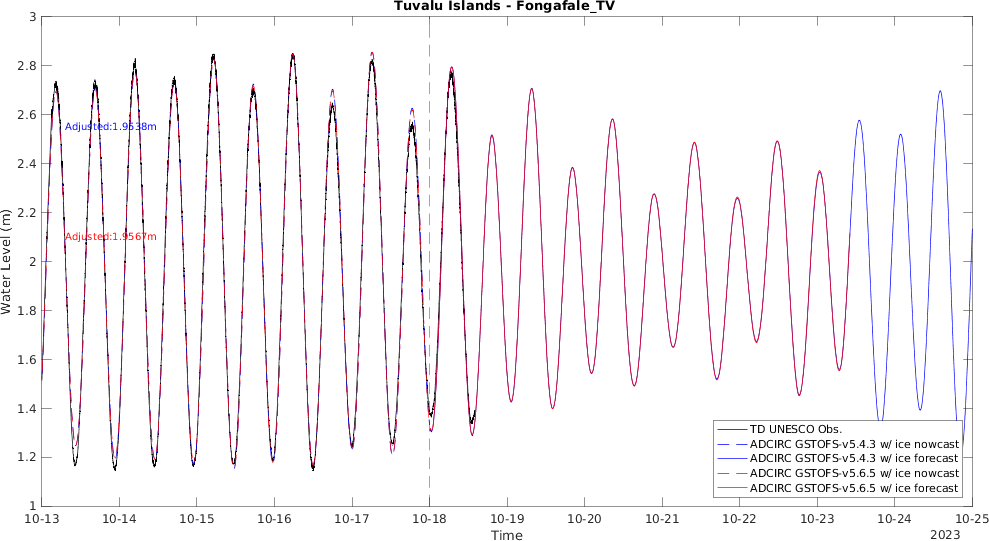 Tuvalu Islands - Fongafale_TV
3
2.8
2.6
2.4
2.2
2
1.8
1.6
1.4
1.2
1
Water Level (m)
Adjusted:1.9538m
Adjusted:1.9567m
TD UNESCO Obs.
ADCIRC GSTOFS-v5.4.3 w/ ice nowcast
ADCIRC GSTOFS-v5.4.3 w/ ice forecast
ADCIRC GSTOFS-v5.6.5 w/ ice nowcast
ADCIRC GSTOFS-v5.6.5 w/ ice forecast
10-13 10-14 10-15 10-16 10-17 10-18 10-19 10-20 10-21 10-22 10-23 10-24 10-25
Time
2023